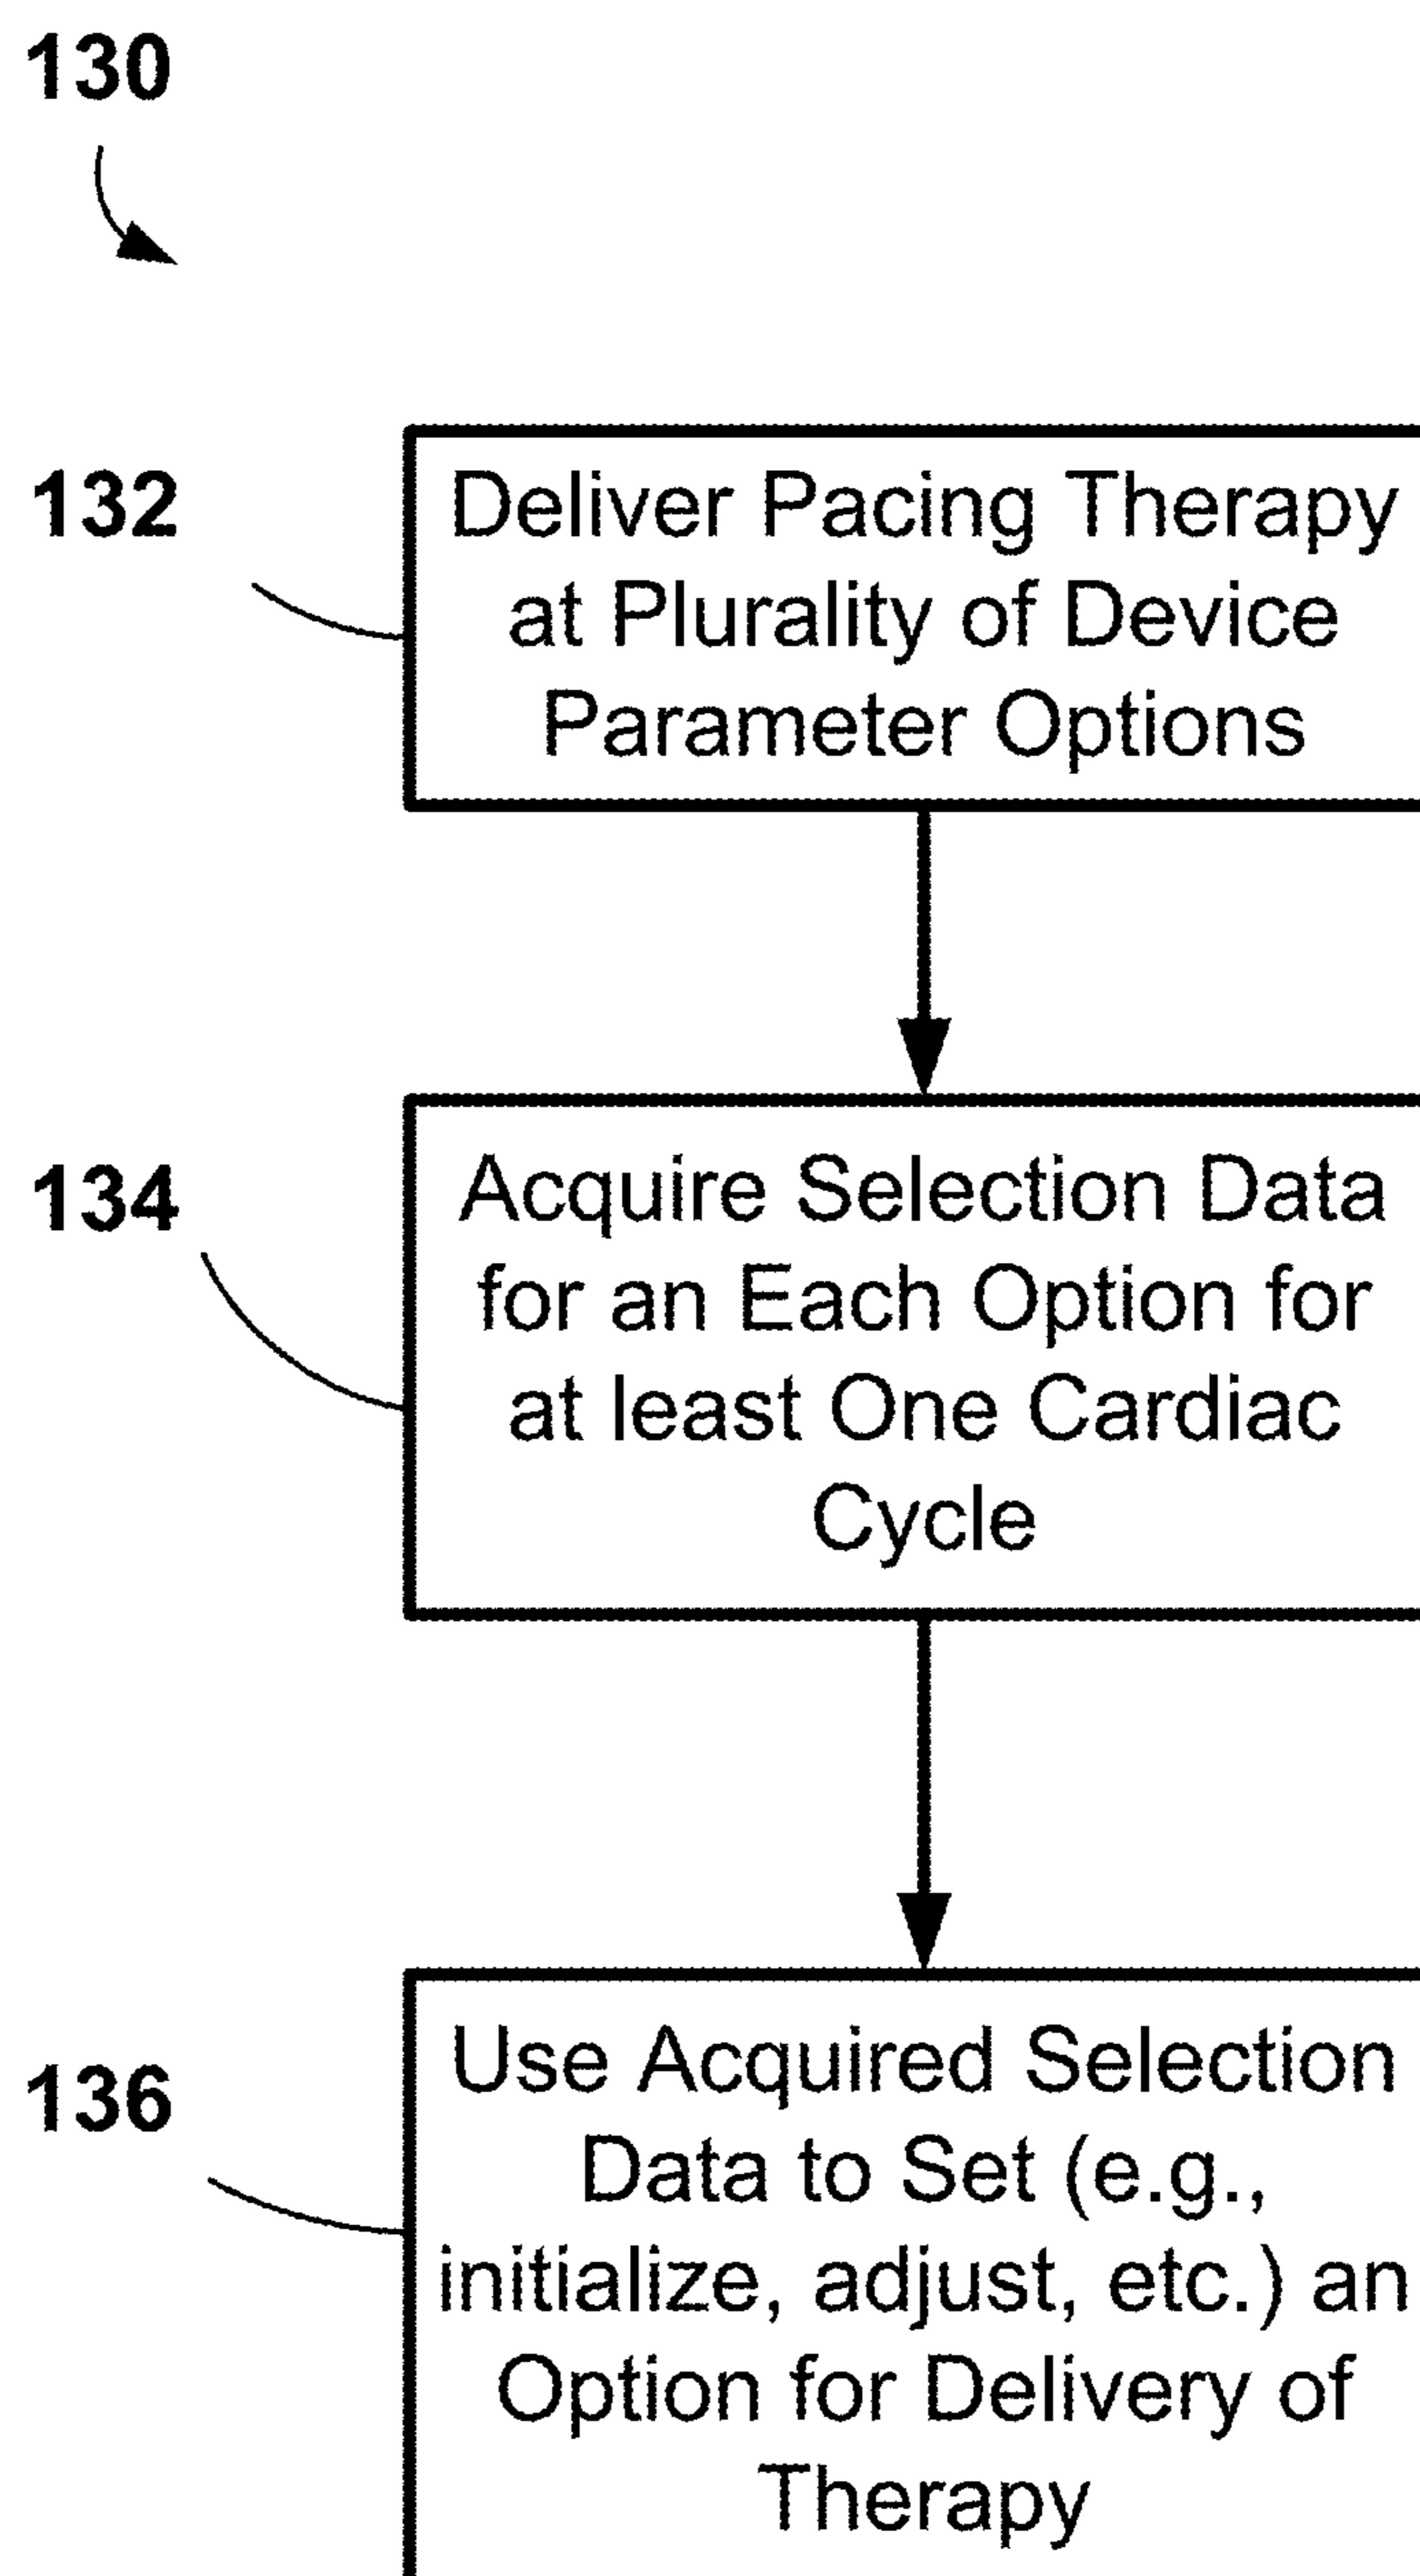 130
132
Deliver Pacing Therapy
at Plurality of Device
Parameter Options
134
Acquire Selection Data
for an Each Option for
at least One Cardiac
Cycle
136
Use Acquired Selection
Data to Set (e.g.,
initialize, adjust, etc.) an
Option for Delivery of
Therapy